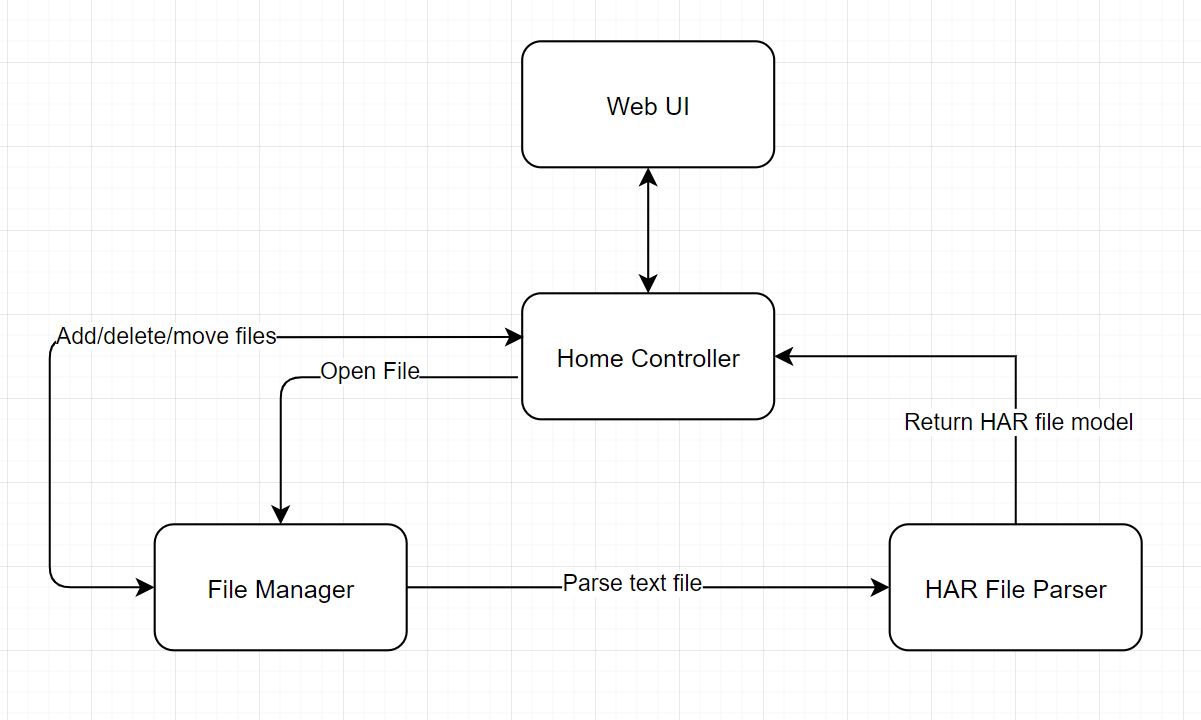 Web UI
Add/delete/move files
Home Controller
Open File
Return HAR file model
File Manager
Parse text file
HAR File Parser